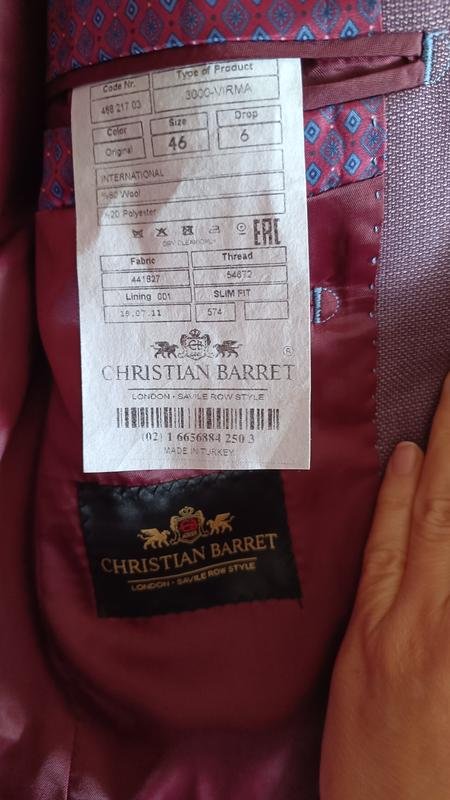 Code Nr. Type of Product
468 217 03 3000-VIRMA
Color Size Drop
Original 46 6
INTERNATIONAL
%80 Wool
%20 Polyester
DRY CLEAN ONLY
EAC
Fabric Thread
441827 54672
Lining 001 SLIM FIT
19.07.11 574
®
CHRISTIAN BARRET
LONDON • SAVILE ROW STYLE
(02) 1 6656884 250 3
MADE IN TURKEY
CHRISTIAN BARRET
LONDON • SAVILE ROW STYLE